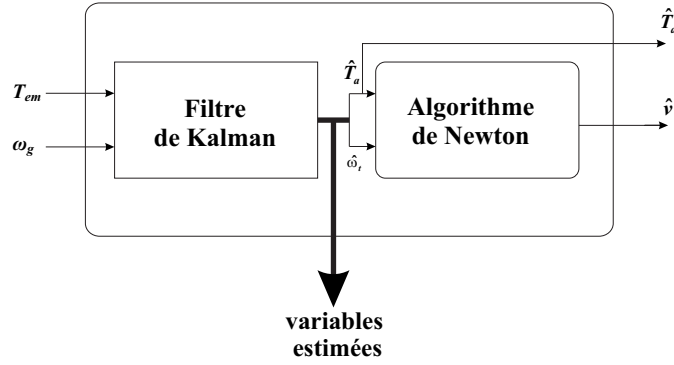 T̂a
T̂a
Tem
Filtre
de Kalman
Algorithme
de Newton
v̂
ωg
ω̂t
variables
estimées